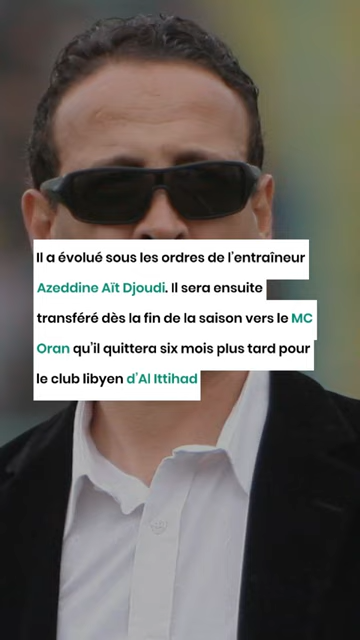 Il a évolué sous les ordres de l'entraîneur
Azeddine Aït Djoudi. Il sera ensuite
transféré dès la fin de la saison vers le MC
Oran qu'il quittera six mois plus tard pour
le club libyen d'Al Ittihad